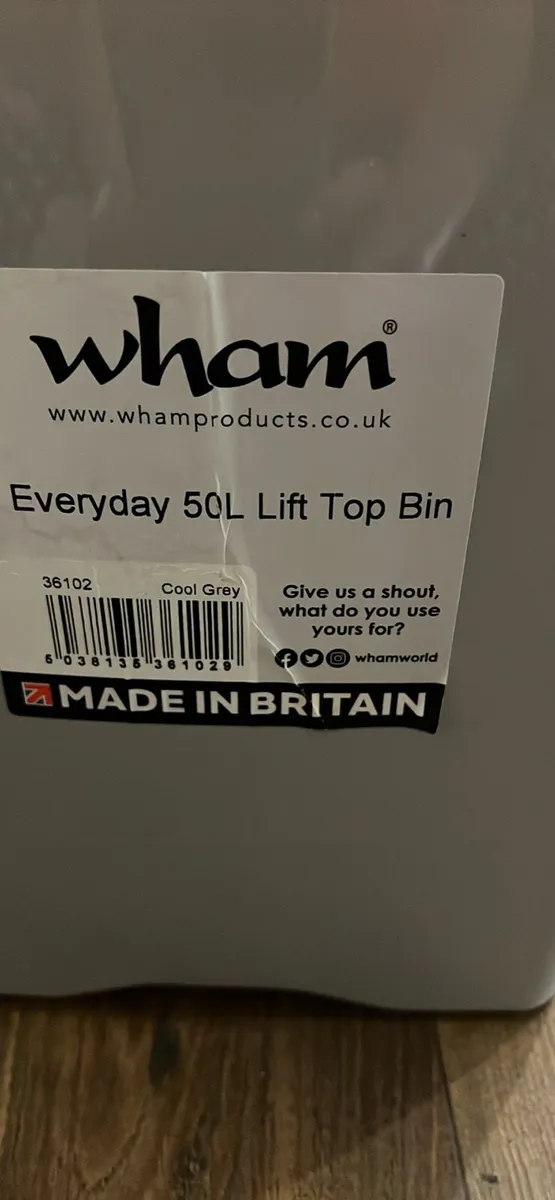 wham®
www.whamproducts.co.uk
Everyday 50L Lift Top Bin
36102 Cool Grey
5 038135 361029
Give us a shout,
what do you use
yours for?
whamworld
MADE IN BRITAIN